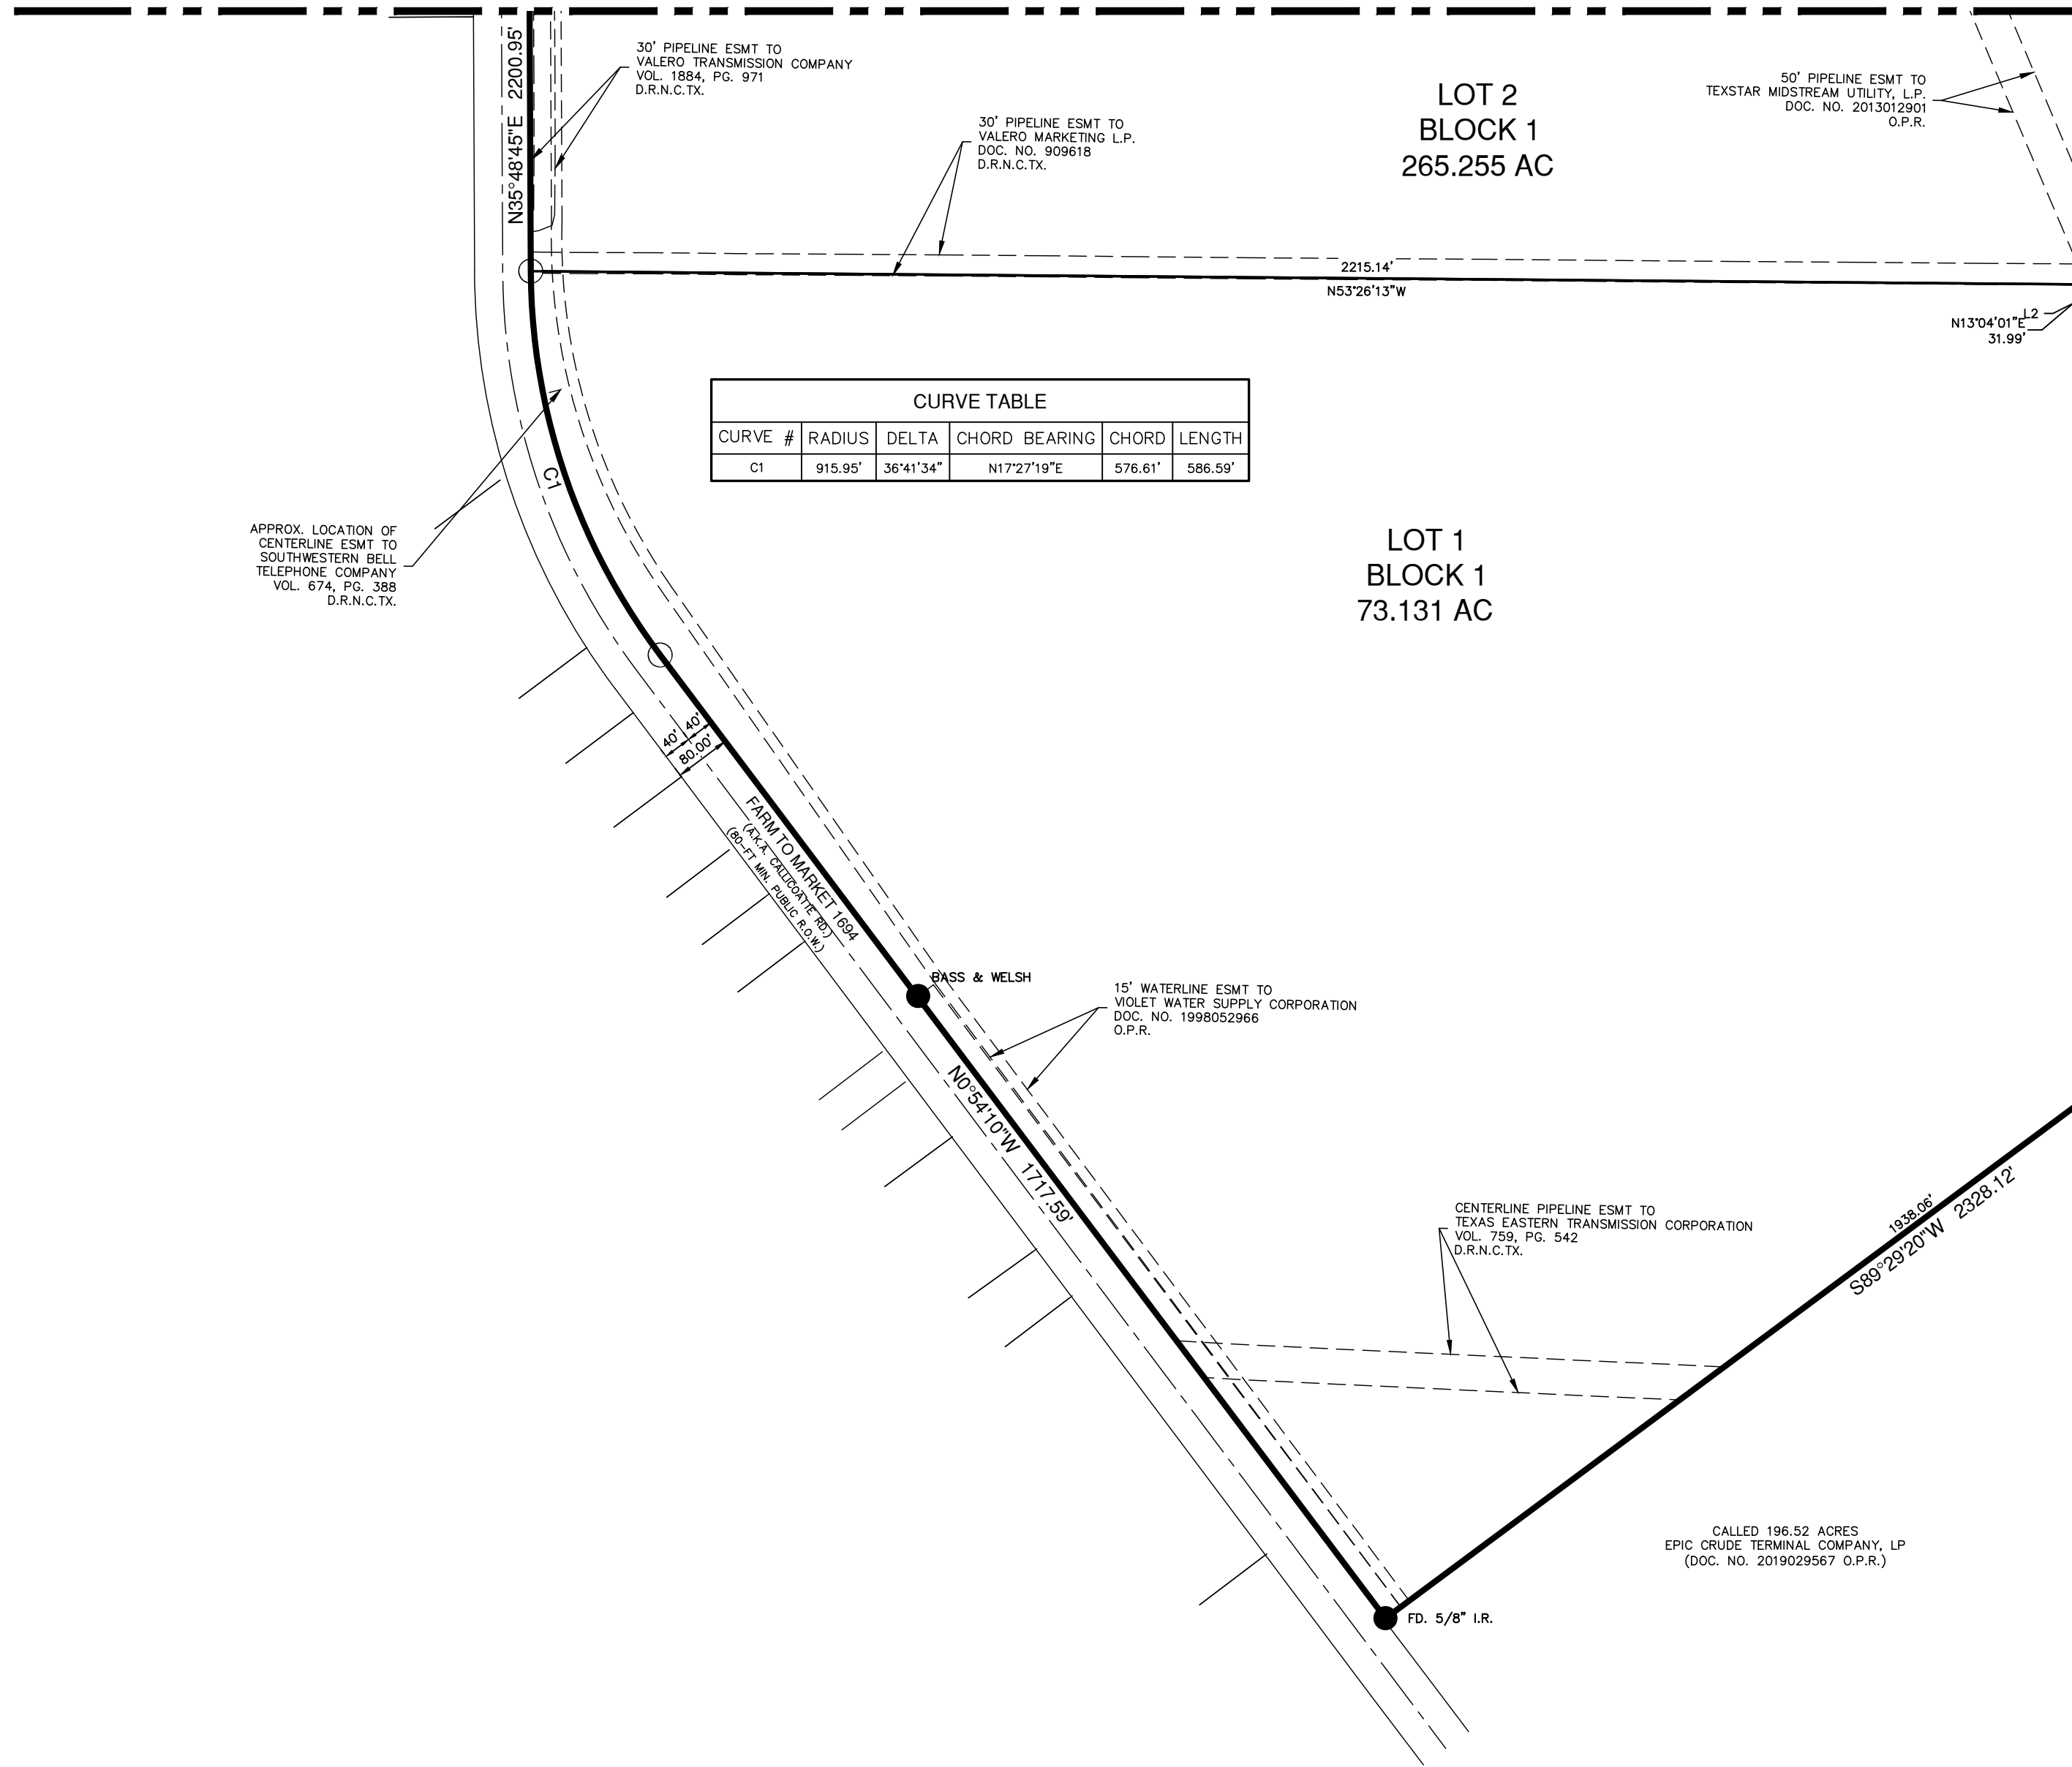 N35°48'45"E 2200.95'
30' PIPELINE ESMT TO
VALERO TRANSMISSION COMPANY
VOL. 1884, PG. 971
D.R.N.C.TX.
30' PIPELINE ESMT TO
VALERO MARKETING L.P.
DOC. NO. 909618
D.R.N.C.TX.
LOT 2
BLOCK 1
265.255 AC
50' PIPELINE ESMT TO
TEXSTAR MIDSTREAM UTILITY, L.P.
DOC. NO. 2013012901
O.P.R.
2215.14'
N53°26'13"W
L2
N13°04'01"E
31.99'
CURVE TABLE
CURVE # RADIUS DELTA CHORD BEARING CHORD LENGTH
C1 915.95' 36°41'34" N17°27'19"E 576.61' 586.59'
C1
APPROX. LOCATION OF
CENTERLINE ESMT TO
SOUTHWESTERN BELL
TELEPHONE COMPANY
VOL. 674, PG. 388
D.R.N.C.TX.
LOT 1
BLOCK 1
73.131 AC
40' 40'
80.00'
FARM TO MARKET 1694
(A.K.A. CALLICOATTE RD.)
(80-FT MIN. PUBLIC R.O.W.)
BASS & WELSH
15' WATERLINE ESMT TO
VIOLET WATER SUPPLY CORPORATION
DOC. NO. 1998052966
O.P.R.
N0°54'10"W 1717.59'
CENTERLINE PIPELINE ESMT TO
TEXAS EASTERN TRANSMISSION CORPORATION
VOL. 759, PG. 542
D.R.N.C.TX.
1938.06'
S89°29'20"W 2328.12'
CALLED 196.52 ACRES
EPIC CRUDE TERMINAL COMPANY, LP
(DOC. NO. 2019029567 O.P.R.)
FD. 5/8" I.R.